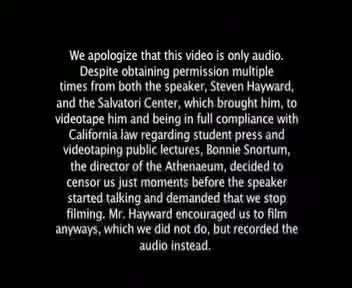 We apologize that this video is only audio.
Despite obtaining permission multiple
times from both the speaker, Steven Hayward,
and the Salvatori Center, which brought him, to
videotape him and being in full compliance with
California law regarding student press and
videotaping public lectures, Bonnie Snortum,
the director of the Athenaeum, decided to
censor us just moments before the speaker
started talking and demanded that we stop
filming. Mr. Hayward encouraged us to film
anyways, which we did not do, but recorded the
audio instead.